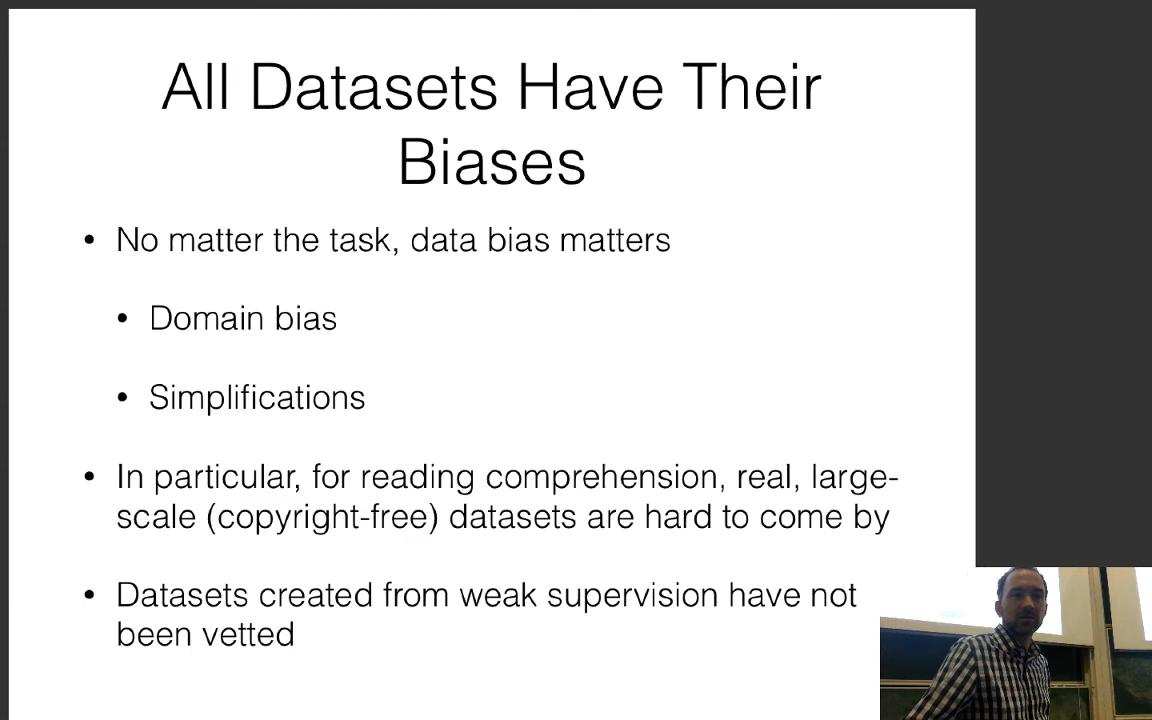 All Datasets Have Their
Biases
• No matter the task, data bias matters
• Domain bias
• Simplifications
• In particular, for reading comprehension, real, large-
scale (copyright-free) datasets are hard to come by
• Datasets created from weak supervision have not
been vetted